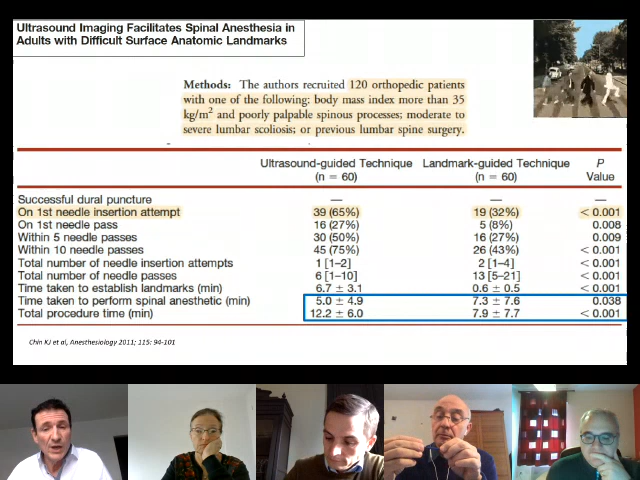 Ultrasound Imaging Facilitates Spinal Anesthesia in
Adults with Difficult Surface Anatomic Landmarks
Methods: The authors recruited 120 orthopedic patients
with one of the following: body mass index more than 35
kg/m2 and poorly palpable spinous processes; moderate to
severe lumbar scoliosis; or previous lumbar spine surgery.
Ultrasound-guided Technique Landmark-guided Technique P
(n = 60) (n = 60) Value
Successful dural puncture — —
On 1st needle insertion attempt 39 (65%) 19 (32%) < 0.001
On 1st needle pass 16 (27%) 5 (8%) 0.008
Within 5 needle passes 30 (50%) 16 (27%) 0.009
Within 10 needle passes 45 (75%) 26 (43%) < 0.001
Total number of needle insertion attempts 1 [1–2] 2 [1–4] < 0.001
Total number of needle passes 6 [1–10] 13 [5–21] < 0.001
Time taken to establish landmarks (min) 6.7 ± 3.1 0.6 ± 0.5 < 0.001
Time taken to perform spinal anesthetic (min) 5.0 ± 4.9 7.3 ± 7.6 0.038
Total procedure time (min) 12.2 ± 6.0 7.9 ± 7.7 < 0.001
Chin KJ et al, Anesthesiology 2011; 115: 94-101